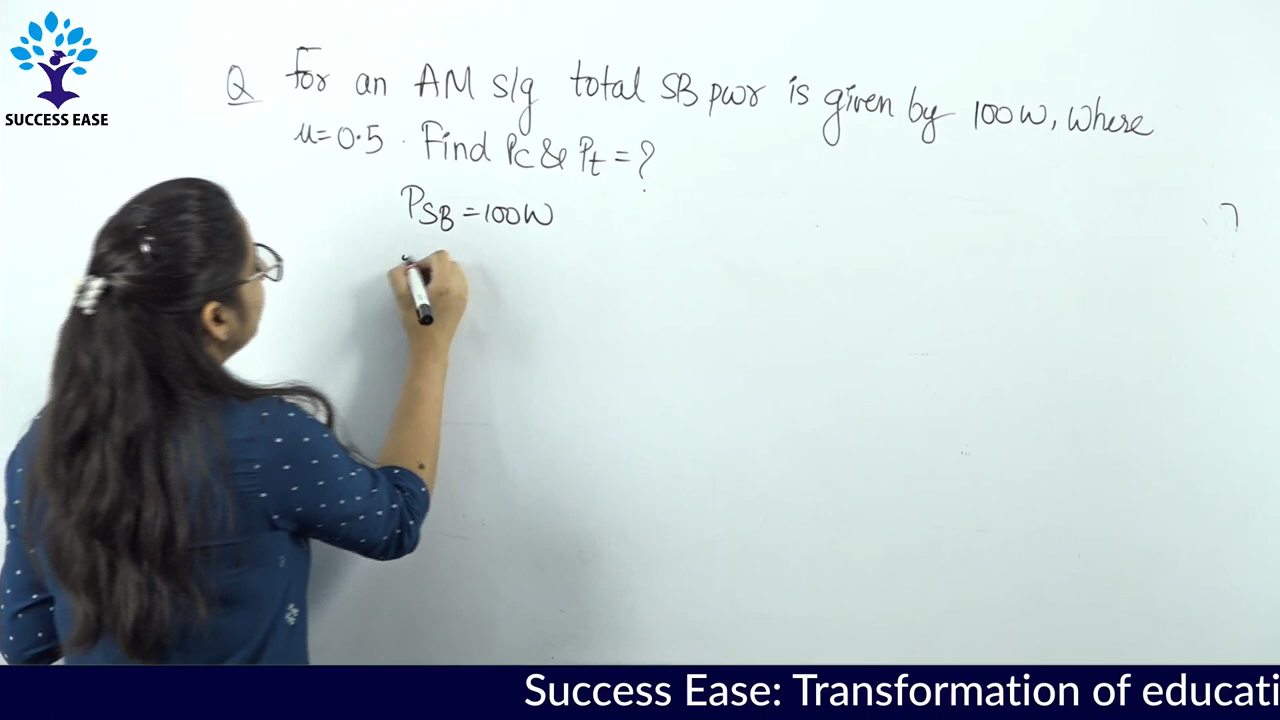 SUCCESS EASE
Q For an AM s/g total SB pwr is given by 100W, where
μ=0.5. Find Pc & Pt = ?
PSB = 100W
Success Ease: Transformation of educati